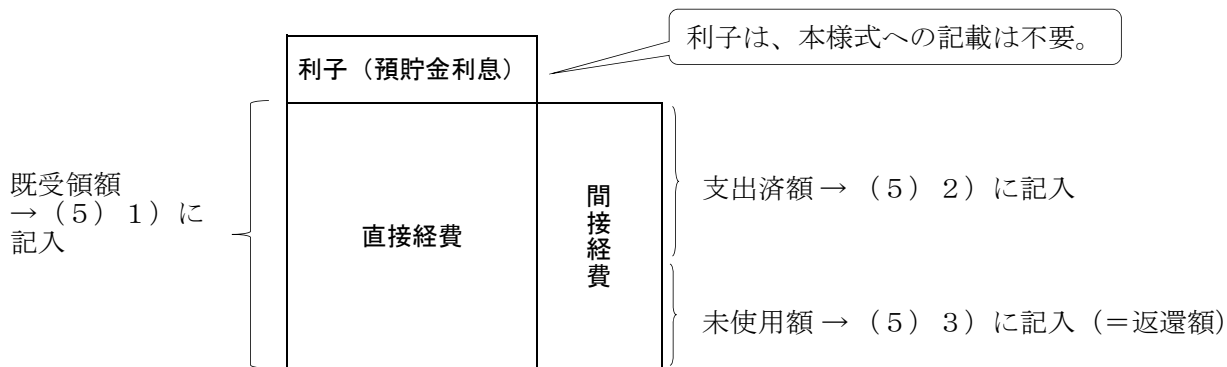 利子は、本様式への記載は不要。
利子（預貯金利息）
既受領額
→（５）１）に
記入
直接経費
間接経費
支出済額 → （５）２）に記入
未使用額 → （５）３）に記入（＝返還額）